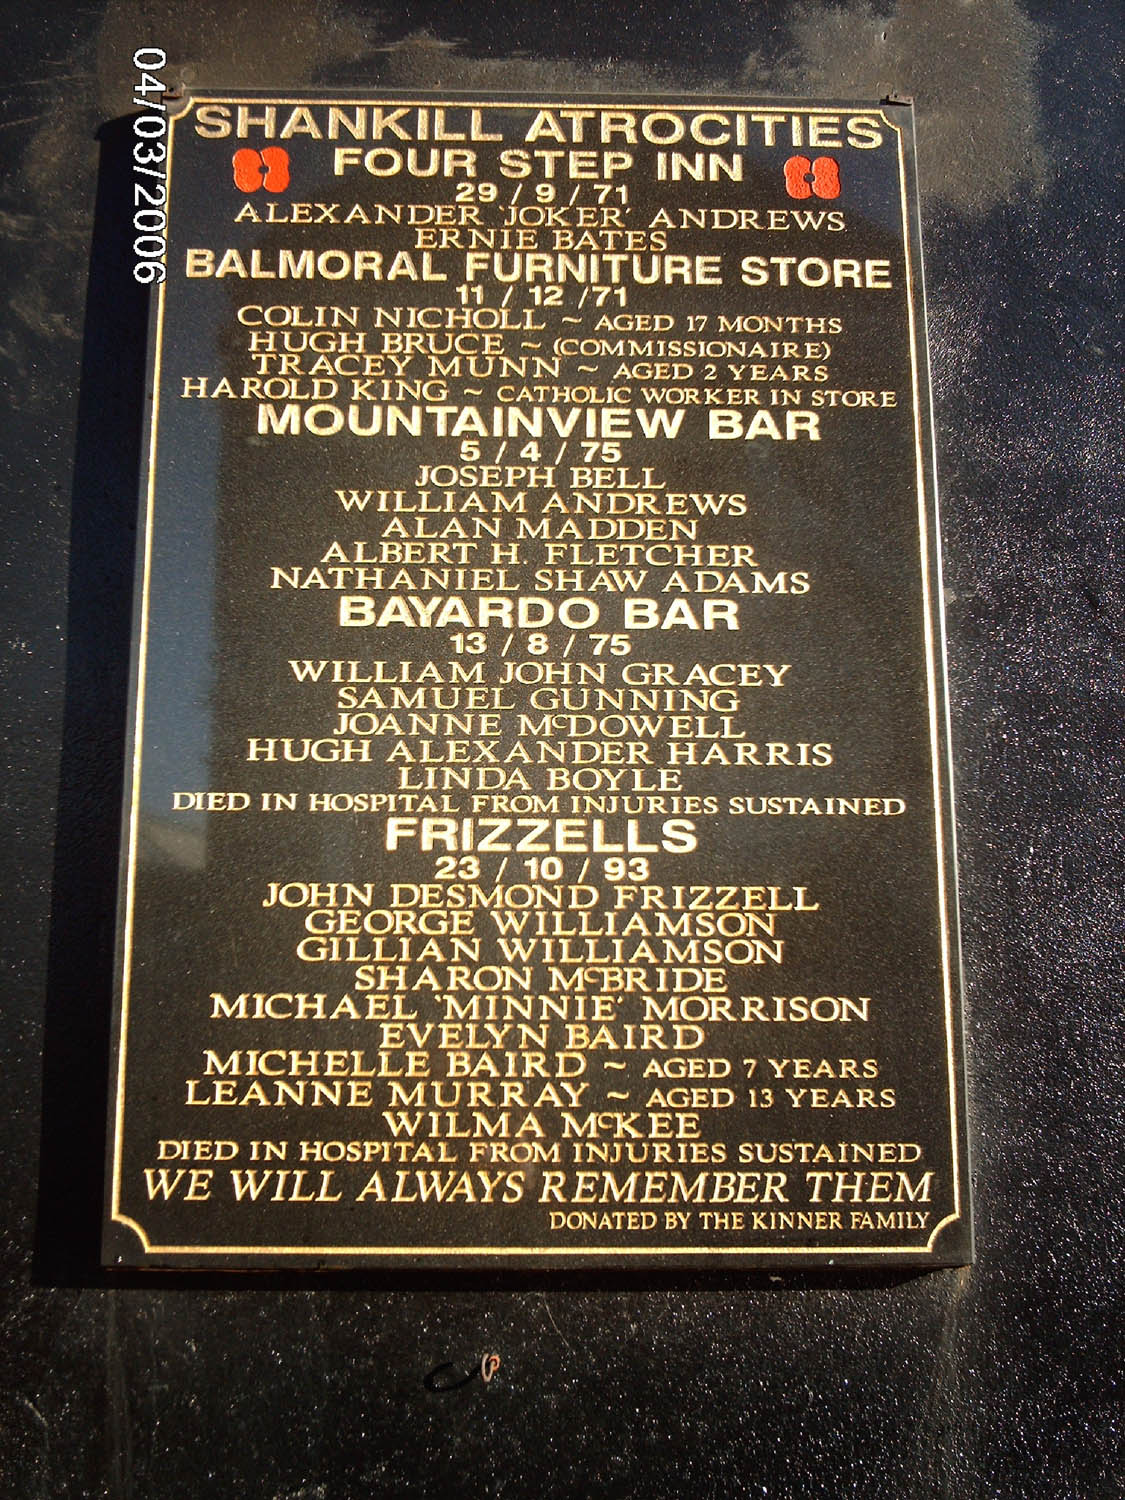 04/03/2006
SHANKILL ATROCITIES
FOUR STEP INN
29 / 9 / 71
ALEXANDER 'JOKER' ANDREWS
ERNIE BATES
BALMORAL FURNITURE STORE
11 / 12 /71
COLIN NICHOLL ~ AGED 17 MONTHS
HUGH BRUCE ~ (COMMISSIONAIRE)
TRACEY MUNN ~ AGED 2 YEARS
HAROLD KING ~ CATHOLIC WORKER IN STORE
MOUNTAINVIEW BAR
5 / 4 / 75
JOSEPH BELL
WILLIAM ANDREWS
ALAN MADDEN
ALBERT H. FLETCHER
NATHANIEL SHAW ADAMS
BAYARDO BAR
13 / 8 / 75
WILLIAM JOHN GRACEY
SAMUEL GUNNING
JOANNE McDOWELL
HUGH ALEXANDER HARRIS
LINDA BOYLE
DIED IN HOSPITAL FROM INJURIES SUSTAINED
FRIZZELLS
23 / 10 / 93
JOHN DESMOND FRIZZELL
GEORGE WILLIAMSON
GILLIAN WILLIAMSON
SHARON McBRIDE
MICHAEL 'MINNIE' MORRISON
EVELYN BAIRD
MICHELLE BAIRD ~ AGED 7 YEARS
LEANNE MURRAY ~ AGED 13 YEARS
WILMA McKEE
DIED IN HOSPITAL FROM INJURIES SUSTAINED
WE WILL ALWAYS REMEMBER THEM
DONATED BY THE KINNER FAMILY